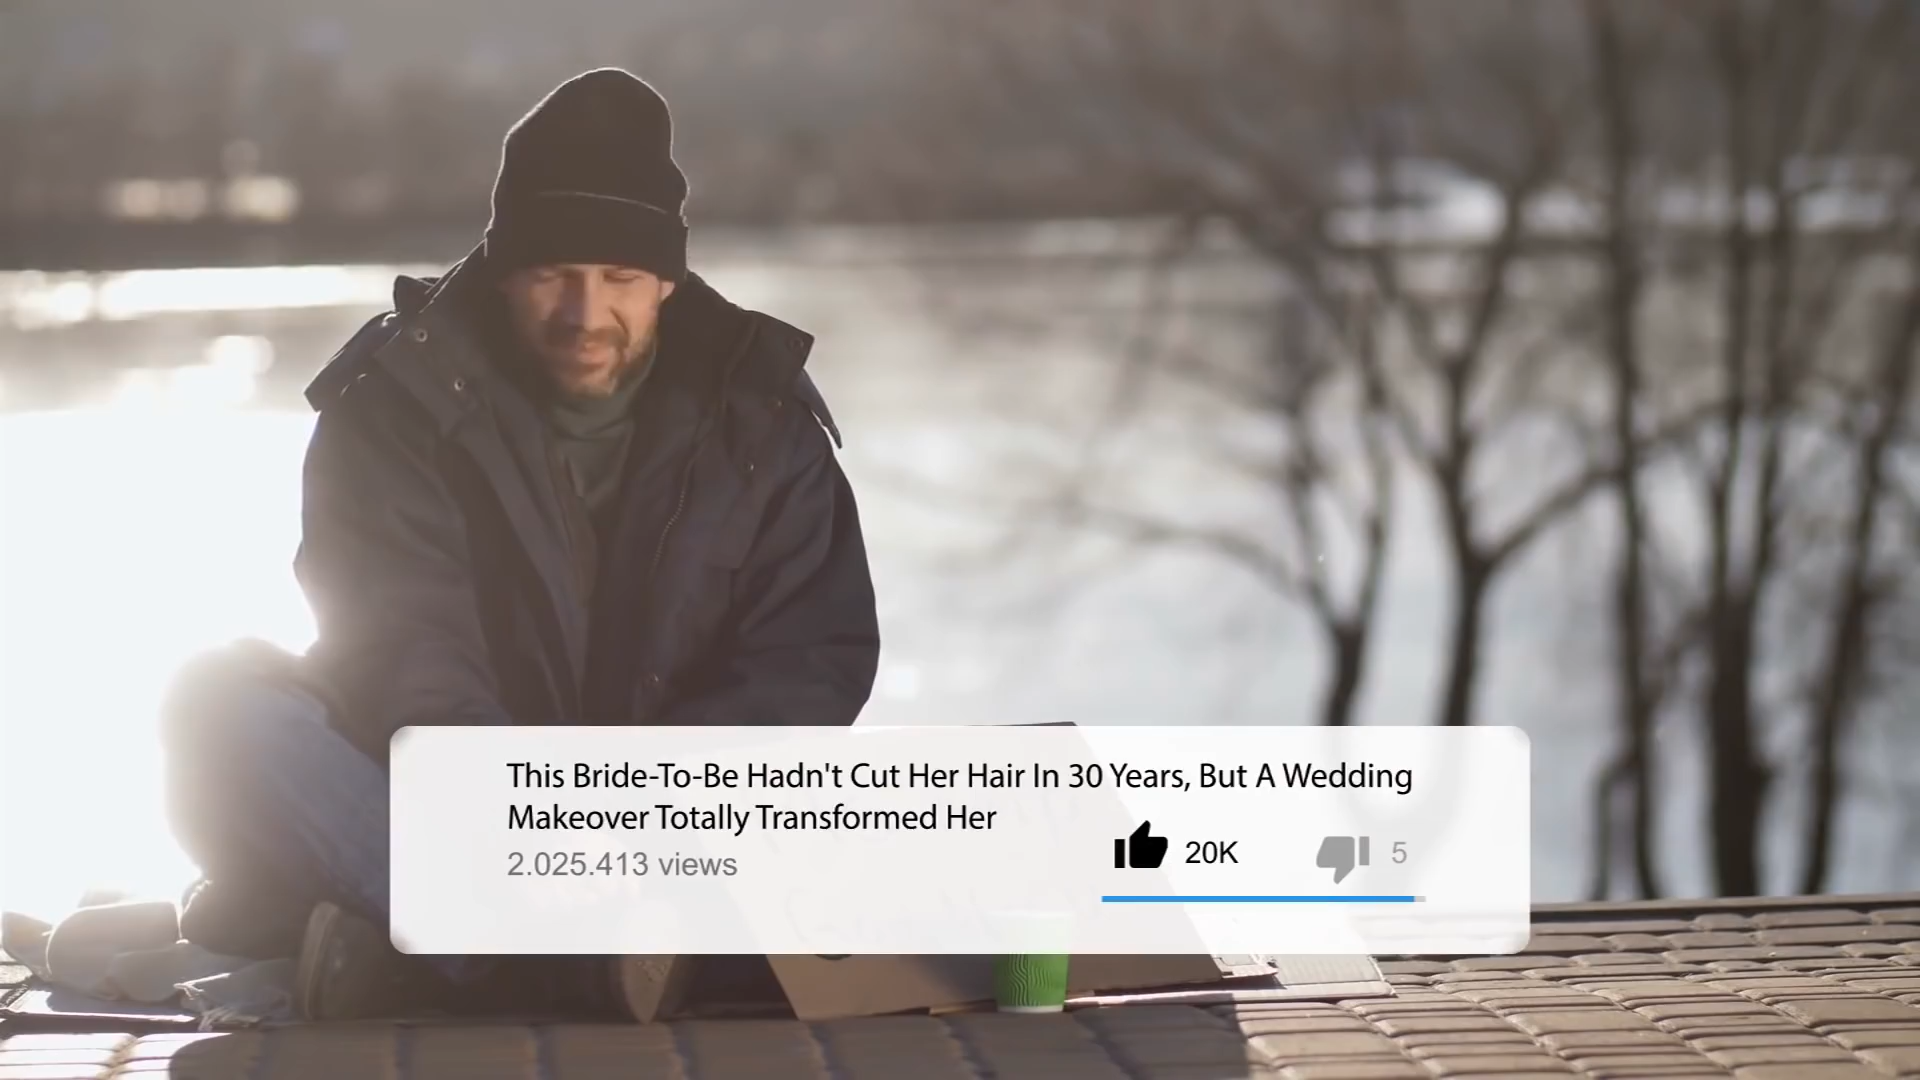 This Bride-To-Be Hadn't Cut Her Hair In 30 Years, But A Wedding
Makeover Totally Transformed Her
2.025.413 views
20K
5